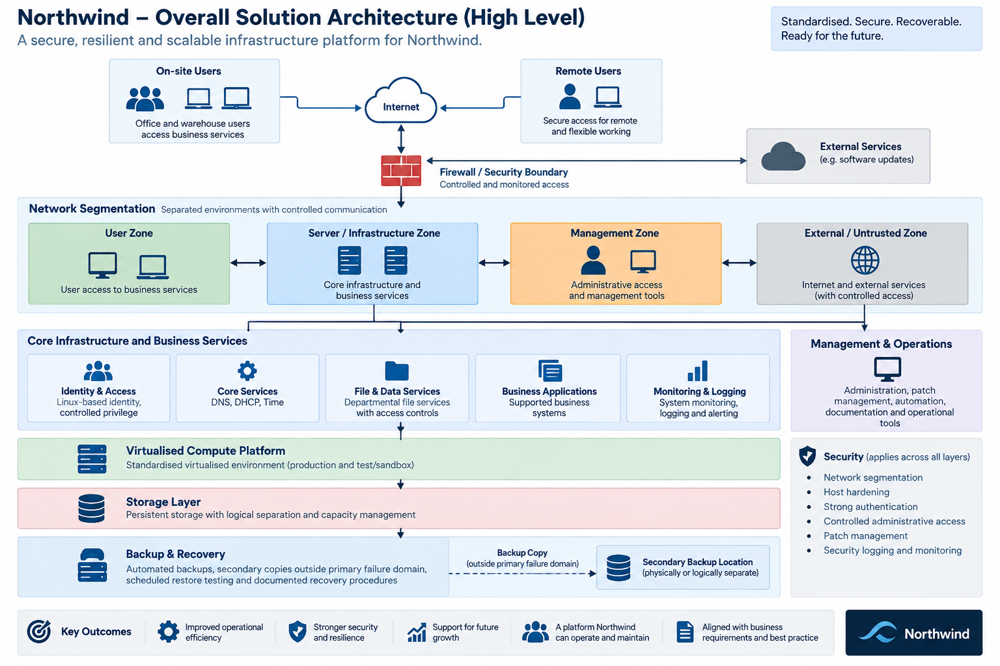 Northwind – Overall Solution Architecture (High Level)
A secure, resilient and scalable infrastructure platform for Northwind.
Standardised. Secure. Recoverable.
Ready for the future.
On-site Users
Office and warehouse users
access business services
Internet
Remote Users
Secure access for remote
and flexible working
External Services
(e.g. software updates)
Firewall / Security Boundary
Controlled and monitored access
Network Segmentation Separated environments with controlled communication
User Zone
User access to business services
Server / Infrastructure Zone
Core infrastructure and
business services
Management Zone
Administrative access
and management tools
External / Untrusted Zone
Internet and external services
(with controlled access)
Core Infrastructure and Business Services
Identity & Access
Linux-based identity,
controlled privilege
Core Services
DNS, DHCP, Time
File & Data Services
Departmental file services
with access controls
Business Applications
Supported business
systems
Monitoring & Logging
System monitoring,
logging and alerting
Management & Operations
Administration, patch
management, automation,
documentation and operational
tools
Virtualised Compute Platform
Standardised virtualised environment (production and test/sandbox)
Storage Layer
Persistent storage with logical separation and capacity management
Backup & Recovery
Automated backups, secondary copies outside primary failure domain,
scheduled restore testing and documented recovery procedures
Backup Copy
(outside primary failure domain)
Secondary Backup Location
(physically or logically separate)
Security (applies across all layers)
• Network segmentation
• Host hardening
• Strong authentication
• Controlled administrative access
• Patch management
• Security logging and monitoring
Key Outcomes
Improved operational
efficiency
Stronger security
and resilience
Support for future
growth
A platform Northwind
can operate and maintain
Aligned with business
requirements and best practice
Northwind